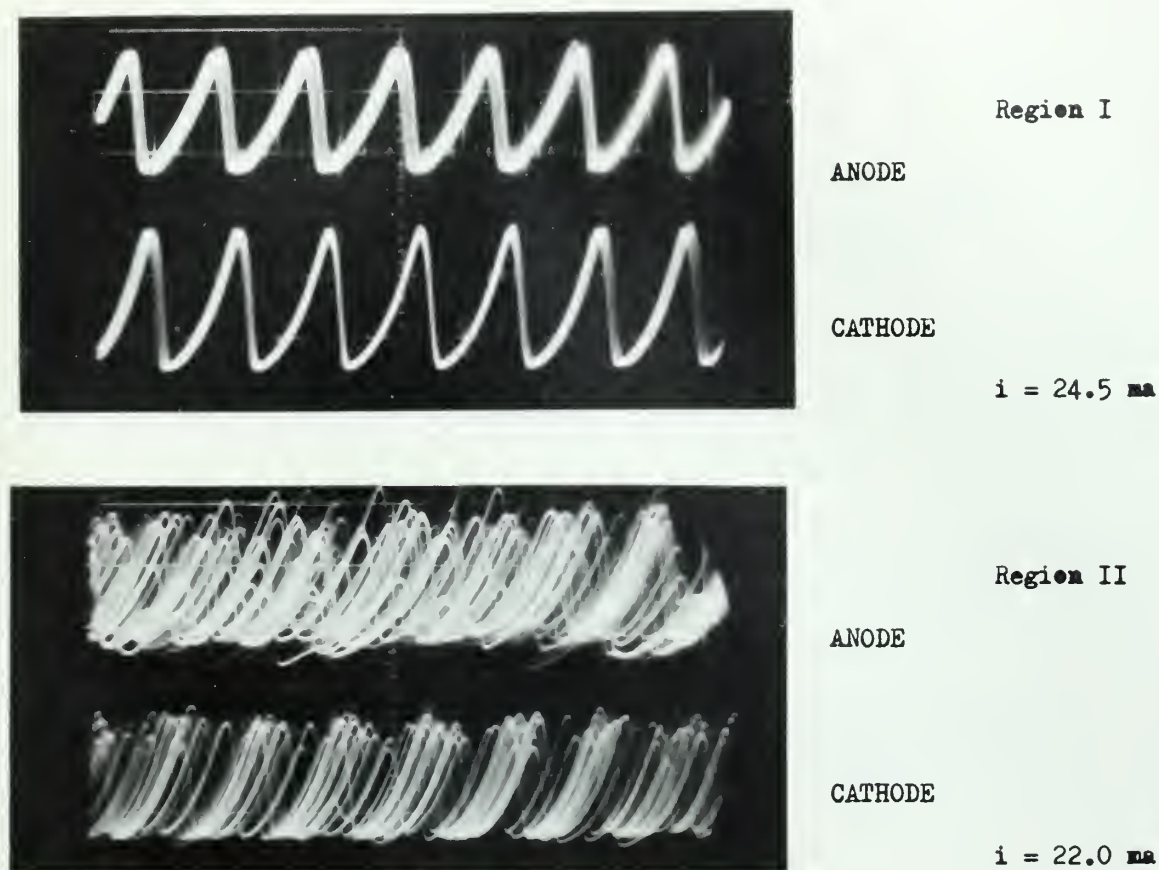 Region I
ANODE
CATHODE
i = 24.5 ma
Region II
ANODE
CATHODE
i = 22.0 ma